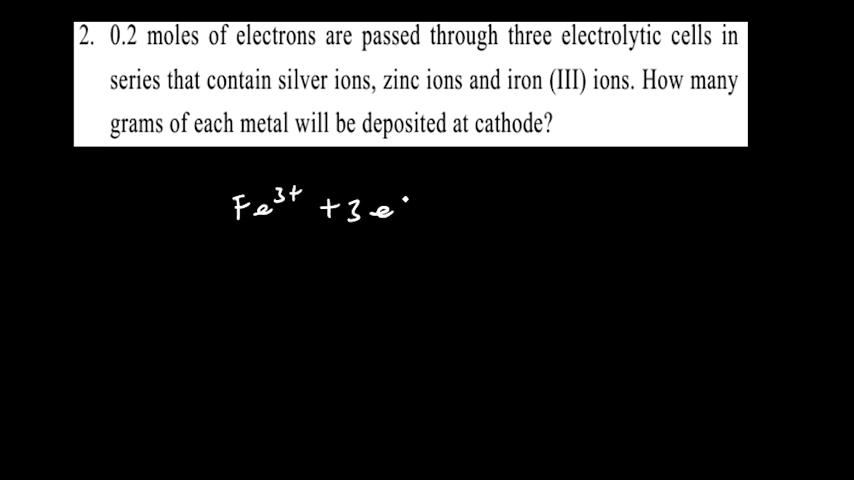 2. 0.2 moles of electrons are passed through three electrolytic cells in
series that contain silver ions, zinc ions and iron (III) ions. How many
grams of each metal will be deposited at cathode?
Fe³⁺ + 3e⁻